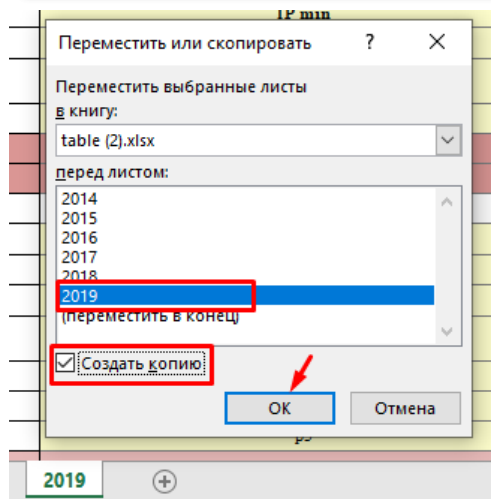 IP min
Переместить или скопировать ? ×
Переместить выбранные листы
в книгу:
table (2).xlsx
перед листом:
2014
2015
2016
2017
2018
2019
(переместить в конец)
Создать копию
ОК Отмена
2019